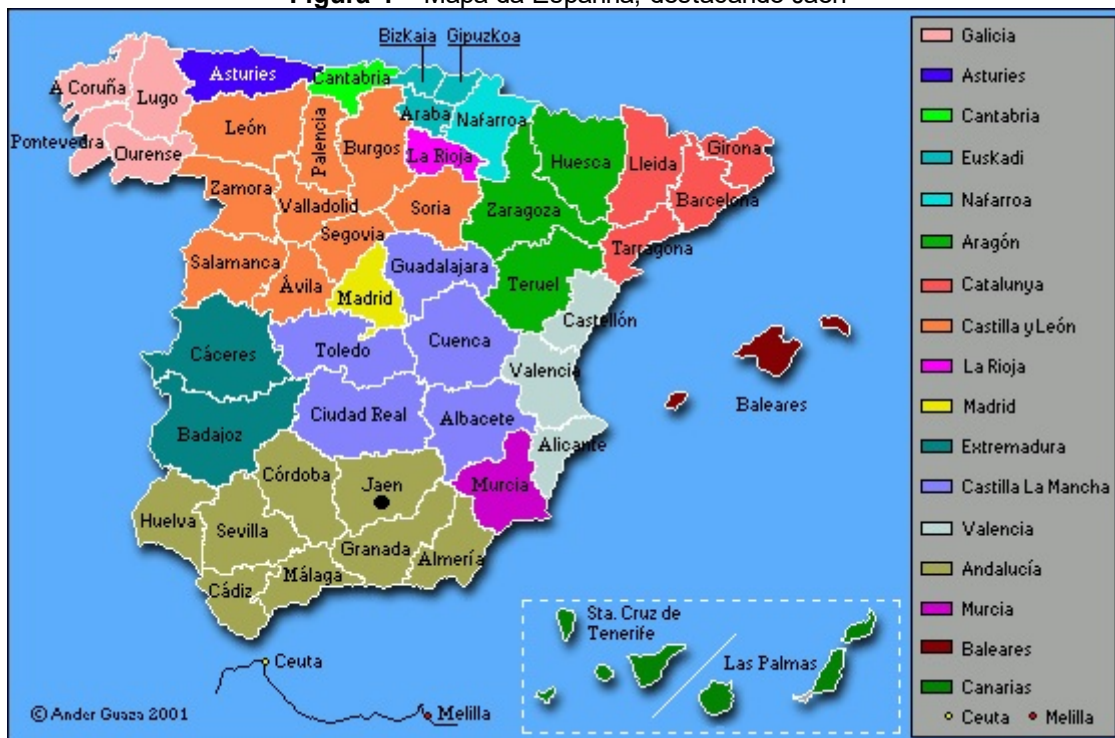 Figura 1 – Mapa da Espanha, destacando Jaén
Bizkaia
Gipuzkoa
Asturies
Cantabria
A Coruña
Lugo
Araba
Nafarroa
León
Palencia
Burgos
Pontevedra
Ourense
La Rioja
Huesca
Lleida
Girona
Zamora
Valladolid
Soria
Zaragoza
Barcelona
Segovia
Tarragona
Salamanca
Guadalajara
Ávila
Madrid
Teruel
Castellón
Cáceres
Toledo
Cuenca
Valencia
Baleares
Ciudad Real
Albacete
Badajoz
Alicante
Córdoba
Jaen
Murcia
Huelva
Sevilla
Granada
Almería
Málaga
Cádiz
Sta. Cruz de
Tenerife
Las Palmas
Ceuta
Melilla
© Ander Guaza 2001
Galicia
Asturies
Cantabria
Euskadi
Nafarroa
Aragón
Catalunya
Castilla y León
La Rioja
Madrid
Extremadura
Castilla La Mancha
Valencia
Andalucía
Murcia
Baleares
Canarias
Ceuta Melilla